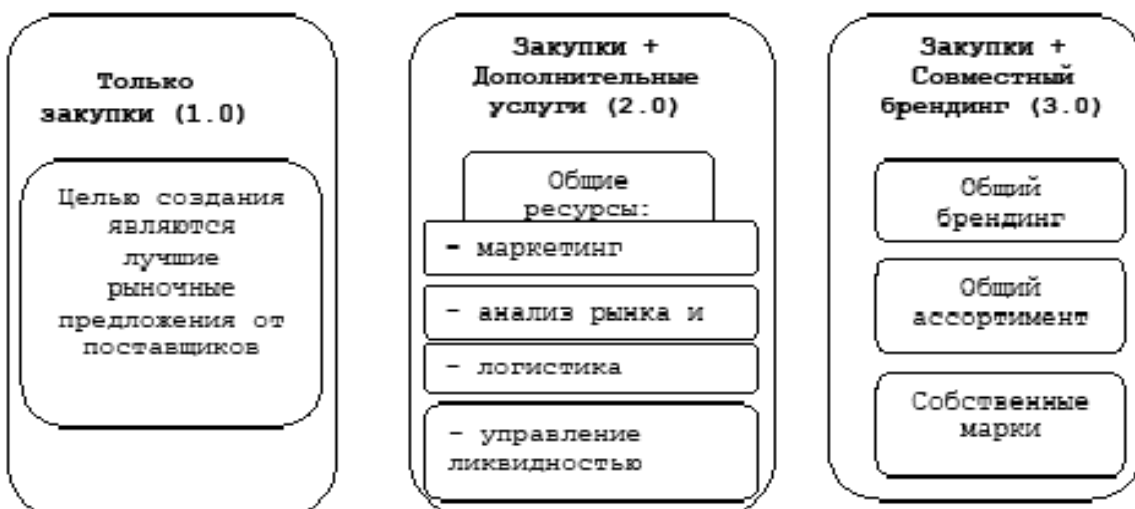 Только
закупки (1.0)
Целью создания
являются
лучшие
рыночные
предложения от
поставщиков
Закупки +
Дополнительные
услуги (2.0)
Общие
ресурсы:
- маркетинг
- анализ рынка и
- логистика
- управление
ликвидностью
Закупки +
Совместный
брендинг (3.0)
Общий
брендинг
Общий
ассортимент
Собственные
марки